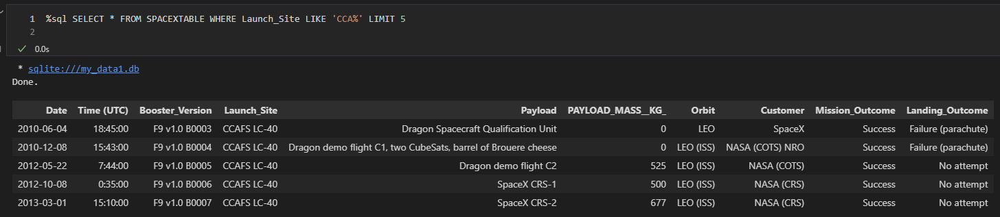 1 %sql SELECT * FROM SPACEXTABLE WHERE Launch_Site LIKE 'CCA%' LIMIT 5
2
0.0s
* sqlite:///my_data1.db
Done.
Date Time (UTC) Booster_Version Launch_Site Payload PAYLOAD_MASS__KG_ Orbit Customer Mission_Outcome Landing_Outcome
2010-06-04 18:45:00 F9 v1.0 B0003 CCAFS LC-40 Dragon Spacecraft Qualification Unit 0 LEO SpaceX Success Failure (parachute)
2010-12-08 15:43:00 F9 v1.0 B0004 CCAFS LC-40 Dragon demo flight C1, two CubeSats, barrel of Brouere cheese 0 LEO (ISS) NASA (COTS) NRO Success Failure (parachute)
2012-05-22 7:44:00 F9 v1.0 B0005 CCAFS LC-40 Dragon demo flight C2 525 LEO (ISS) NASA (COTS) Success No attempt
2012-10-08 0:35:00 F9 v1.0 B0006 CCAFS LC-40 SpaceX CRS-1 500 LEO (ISS) NASA (CRS) Success No attempt
2013-03-01 15:10:00 F9 v1.0 B0007 CCAFS LC-40 SpaceX CRS-2 677 LEO (ISS) NASA (CRS) Success No attempt